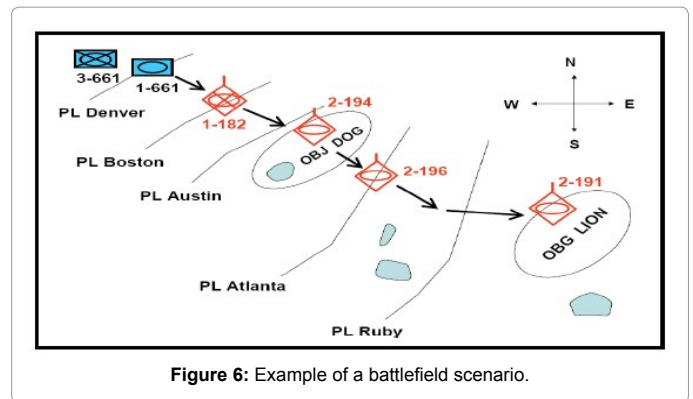 3-661
1-661
PL Denver
1-182
2-194
PL Boston
OBJ DOG
PL Austin
2-196
2-191
OBG LION
PL Atlanta
PL Ruby
N
W E
S
Figure 6: Example of a battlefield scenario.